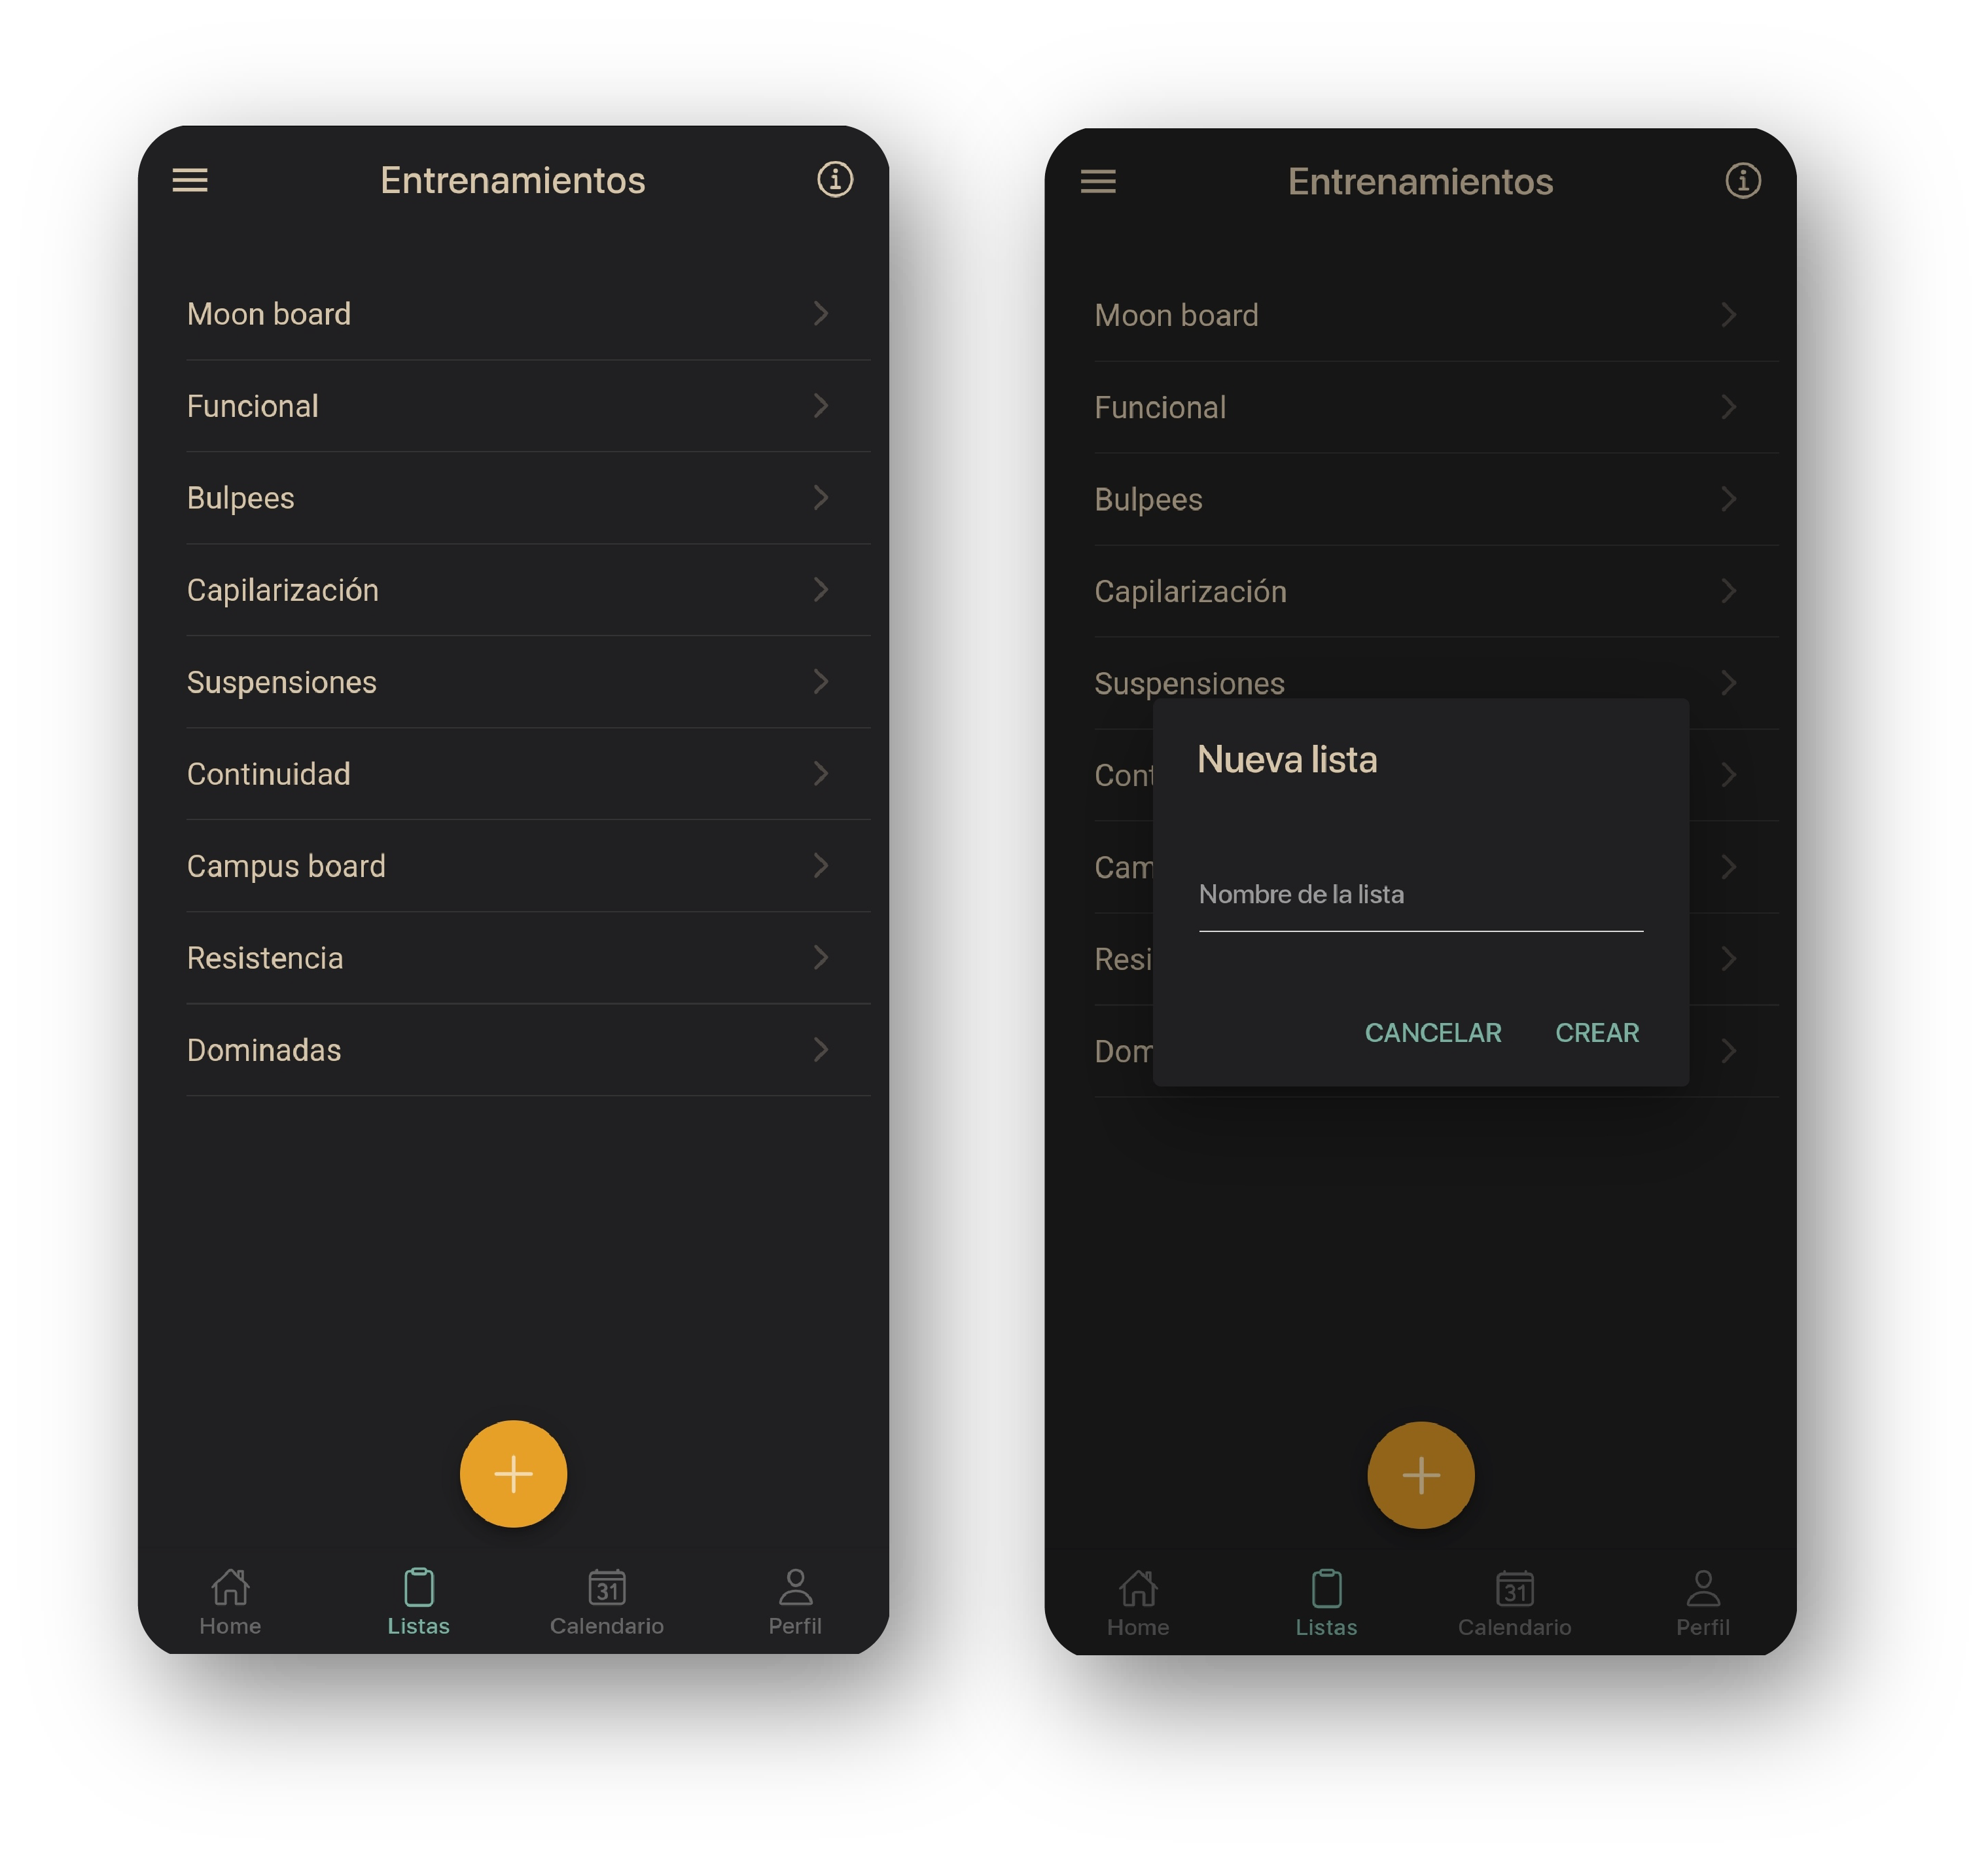 Entrenamientos
Moon board
Funcional
Bulpees
Capilarización
Suspensiones
Continuidad
Campus board
Resistencia
Dominadas
31
Home
Listas
Calendario
Perfil
Entrenamientos
Moon board
Funcional
Bulpees
Capilarización
Suspensiones
Cont
Cam
Resi
Dom
Nueva lista
Nombre de la lista
CANCELAR CREAR
31
Home
Listas
Calendario
Perfil